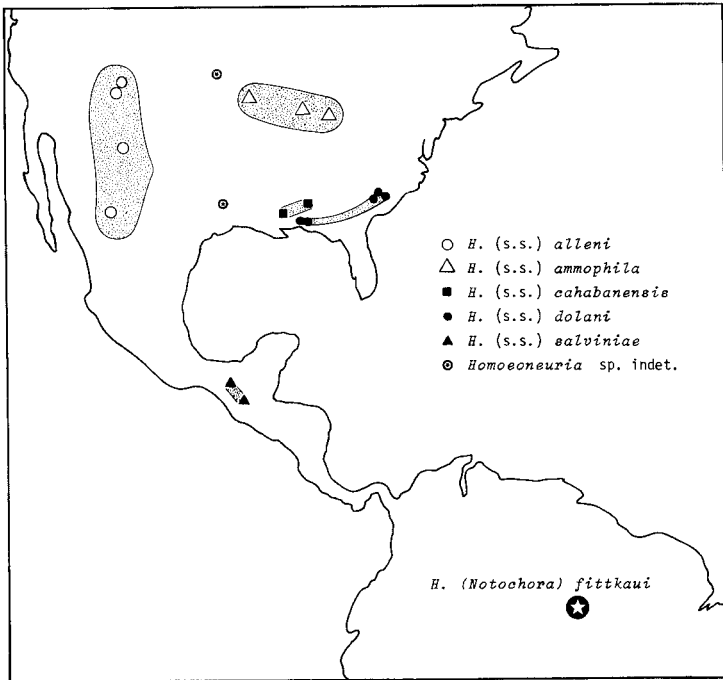 H. (s.s.) alleni
H. (s.s.) ammophila
H. (s.s.) cahabanensis
H. (s.s.) dolani
H. (s.s.) salviniae
Homoeoneuria sp. indet.
H. (Notochora) fittkaui